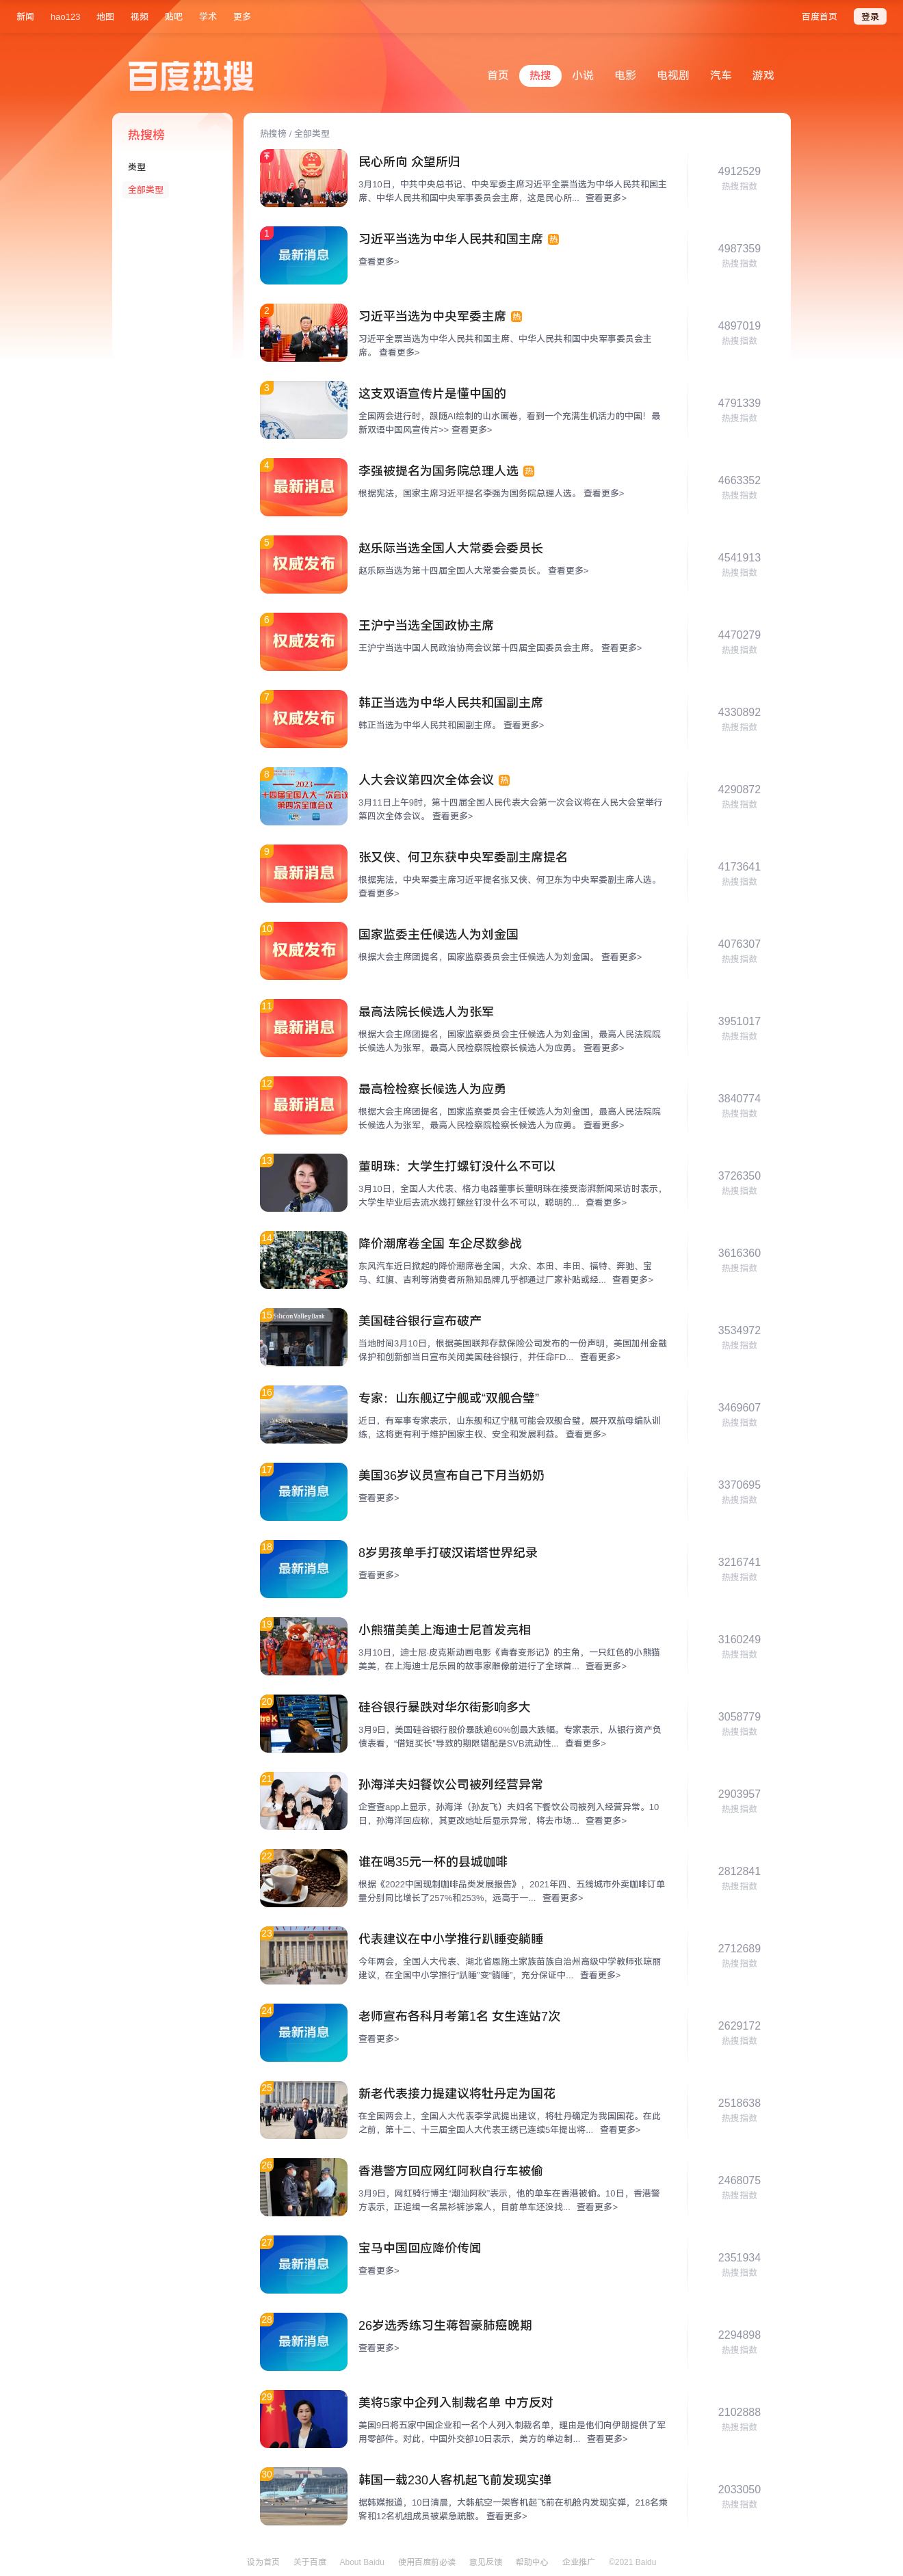 新闻 hao123 地图 视频 贴吧 学术 更多 百度首页 登录
百度热搜 首页 热搜 小说 电影 电视剧 汽车 游戏
热搜榜
类型
全部类型
热搜榜 / 全部类型
民心所向 众望所归
3月10日，中共中央总书记、中央军委主席习近平全票当选为中华人民共和国主
席、中华人民共和国中央军事委员会主席，这是民心所... 查看更多>
4912529
热搜指数
1
最新消息
习近平当选为中华人民共和国主席 热
查看更多>
4987359
热搜指数
2
习近平当选为中央军委主席 热
习近平全票当选为中华人民共和国主席、中华人民共和国中央军事委员会主
席。 查看更多>
4897019
热搜指数
3
这支双语宣传片是懂中国的
全国两会进行时，跟随AI绘制的山水画卷，看到一个充满生机活力的中国！最
新双语中国风宣传片>> 查看更多>
4791339
热搜指数
4
最新消息
李强被提名为国务院总理人选 热
根据宪法，国家主席习近平提名李强为国务院总理人选。 查看更多>
4663352
热搜指数
5
权威发布
赵乐际当选全国人大常委会委员长
赵乐际当选为第十四届全国人大常委会委员长。 查看更多>
4541913
热搜指数
6
权威发布
王沪宁当选全国政协主席
王沪宁当选中国人民政治协商会议第十四届全国委员会主席。 查看更多>
4470279
热搜指数
7
权威发布
韩正当选为中华人民共和国副主席
韩正当选为中华人民共和国副主席。 查看更多>
4330892
热搜指数
8
2023
十四届全国人大一次会议
第四次全体会议
人大会议第四次全体会议 热
3月11日上午9时，第十四届全国人民代表大会第一次会议将在人民大会堂举行
第四次全体会议。 查看更多>
4290872
热搜指数
9
最新消息
张又侠、何卫东获中央军委副主席提名
根据宪法，中央军委主席习近平提名张又侠、何卫东为中央军委副主席人选。
查看更多>
4173641
热搜指数
10
权威发布
国家监委主任候选人为刘金国
根据大会主席团提名，国家监察委员会主任候选人为刘金国。 查看更多>
4076307
热搜指数
11
最新消息
最高法院长候选人为张军
根据大会主席团提名，国家监察委员会主任候选人为刘金国，最高人民法院院
长候选人为张军，最高人民检察院检察长候选人为应勇。 查看更多>
3951017
热搜指数
12
最新消息
最高检检察长候选人为应勇
根据大会主席团提名，国家监察委员会主任候选人为刘金国，最高人民法院院
长候选人为张军，最高人民检察院检察长候选人为应勇。 查看更多>
3840774
热搜指数
13
董明珠：大学生打螺钉没什么不可以
3月10日，全国人大代表、格力电器董事长董明珠在接受澎湃新闻采访时表示，
大学生毕业后去流水线打螺丝钉没什么不可以，聪明的... 查看更多>
3726350
热搜指数
14
降价潮席卷全国 车企尽数参战
东风汽车近日掀起的降价潮席卷全国，大众、本田、丰田、福特、奔驰、宝
马、红旗、吉利等消费者所熟知品牌几乎都通过厂家补贴或经... 查看更多>
3616360
热搜指数
15
Silicon Valley Bank
美国硅谷银行宣布破产
当地时间3月10日，根据美国联邦存款保险公司发布的一份声明，美国加州金融
保护和创新部当日宣布关闭美国硅谷银行，并任命FD... 查看更多>
3534972
热搜指数
16
专家：山东舰辽宁舰或“双舰合璧”
近日，有军事专家表示，山东舰和辽宁舰可能会双舰合璧，展开双航母编队训
练，这将更有利于维护国家主权、安全和发展利益。 查看更多>
3469607
热搜指数
17
最新消息
美国36岁议员宣布自己下月当奶奶
查看更多>
3370695
热搜指数
18
最新消息
8岁男孩单手打破汉诺塔世界纪录
查看更多>
3216741
热搜指数
19
小熊猫美美上海迪士尼首发亮相
3月10日，迪士尼·皮克斯动画电影《青春变形记》的主角，一只红色的小熊猫
美美，在上海迪士尼乐园的故事家雕像前进行了全球首... 查看更多>
3160249
热搜指数
20
硅谷银行暴跌对华尔街影响多大
3月9日，美国硅谷银行股价暴跌逾60%创最大跌幅。专家表示，从银行资产负
债表看，“借短买长”导致的期限错配是SVB流动性... 查看更多>
3058779
热搜指数
21
孙海洋夫妇餐饮公司被列经营异常
企查查app上显示，孙海洋（孙友飞）夫妇名下餐饮公司被列入经营异常。10
日，孙海洋回应称，其更改地址后显示异常，将去市场... 查看更多>
2903957
热搜指数
22
谁在喝35元一杯的县城咖啡
根据《2022中国现制咖啡品类发展报告》，2021年四、五线城市外卖咖啡订单
量分别同比增长了257%和253%，远高于一... 查看更多>
2812841
热搜指数
23
代表建议在中小学推行趴睡变躺睡
今年两会，全国人大代表、湖北省恩施土家族苗族自治州高级中学教师张琼丽
建议，在全国中小学推行“趴睡”变“躺睡”，充分保证中... 查看更多>
2712689
热搜指数
24
最新消息
老师宣布各科月考第1名 女生连站7次
查看更多>
2629172
热搜指数
25
新老代表接力提建议将牡丹定为国花
在全国两会上，全国人大代表李学武提出建议，将牡丹确定为我国国花。在此
之前，第十二、十三届全国人大代表王绣已连续5年提出将... 查看更多>
2518638
热搜指数
26
香港警方回应网红阿秋自行车被偷
3月9日，网红骑行博主“潮汕阿秋”表示，他的单车在香港被偷。10日，香港警
方表示，正追缉一名黑衫裤涉案人，目前单车还没找... 查看更多>
2468075
热搜指数
27
最新消息
宝马中国回应降价传闻
查看更多>
2351934
热搜指数
28
最新消息
26岁选秀练习生蒋智豪肺癌晚期
查看更多>
2294898
热搜指数
29
美将5家中企列入制裁名单 中方反对
美国9日将五家中国企业和一名个人列入制裁名单，理由是他们向伊朗提供了军
用零部件。对此，中国外交部10日表示，美方的单边制... 查看更多>
2102888
热搜指数
30
韩国一载230人客机起飞前发现实弹
据韩媒报道，10日清晨，大韩航空一架客机起飞前在机舱内发现实弹，218名乘
客和12名机组成员被紧急疏散。 查看更多>
2033050
热搜指数
设为首页 关于百度 About Baidu 使用百度前必读 意见反馈 帮助中心 企业推广 ©2021 Baidu